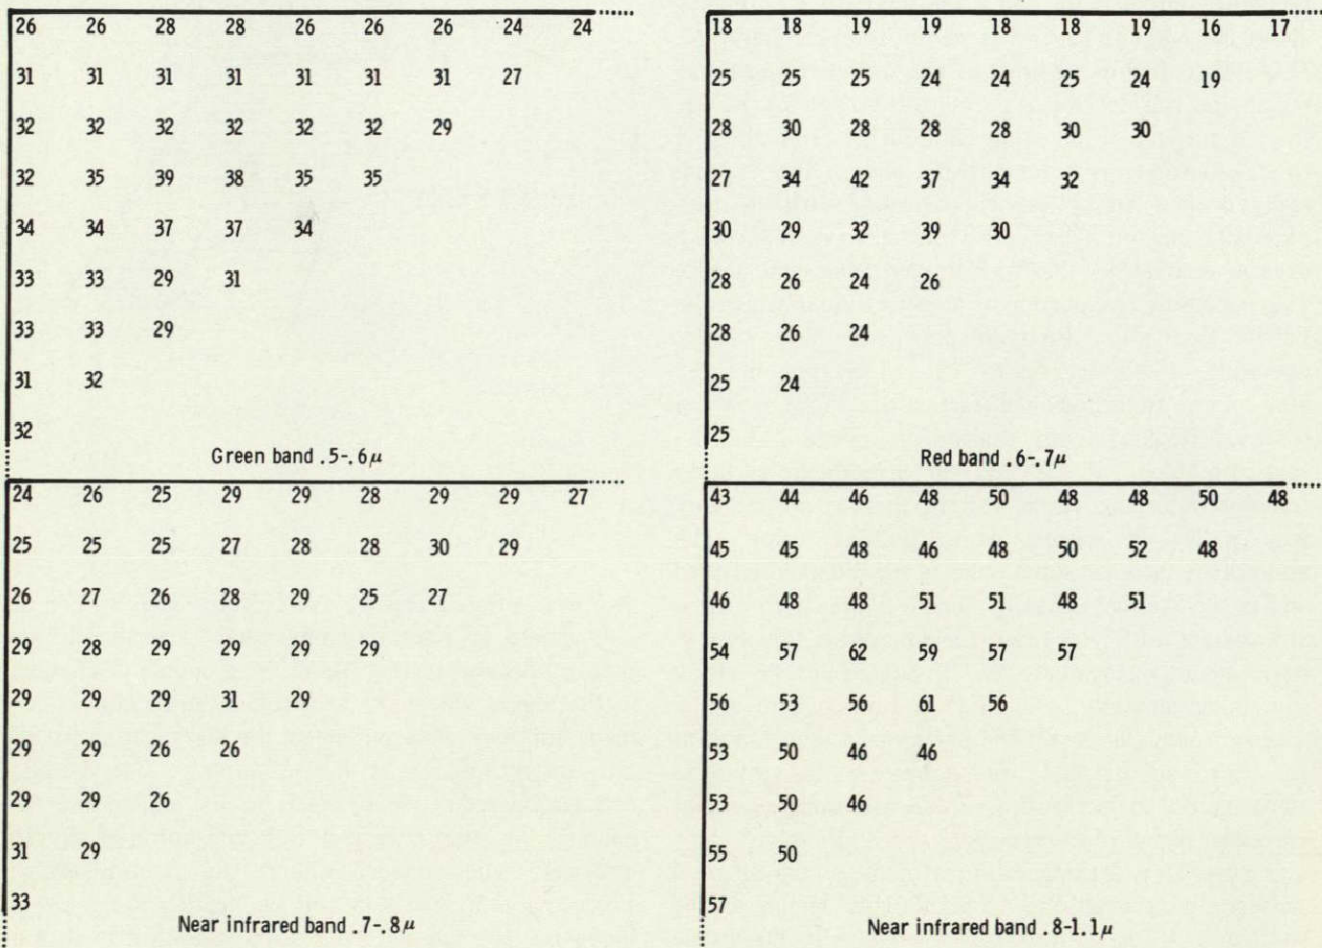 26 26 28 28 26 26 26 24 24
31 31 31 31 31 31 31 27
32 32 32 32 32 32 29
32 35 39 38 35 35
34 34 37 37 34
33 33 29 31
33 33 29
31 32
32
Green band .5-.6μ
18 18 19 19 18 18 19 16 17
25 25 25 24 24 25 24 19
28 30 28 28 28 30 30
27 34 42 37 34 32
30 29 32 39 30
28 26 24 26
28 26 24
25 24
25
Red band .6-.7μ
24 26 25 29 29 28 29 29 27
25 25 25 27 28 28 30 29
26 27 26 28 29 25 27
29 28 29 29 29 29
29 29 29 31 29
29 29 26 26
29 29 26
31 29
33
Near infrared band .7-.8μ
43 44 46 48 50 48 48 50 48
45 45 48 46 48 50 52 48
46 48 48 51 51 48 51
54 57 62 59 57 57
56 53 56 61 56
53 50 46 46
53 50 46
55 50
57
Near infrared band .8-1.1μ